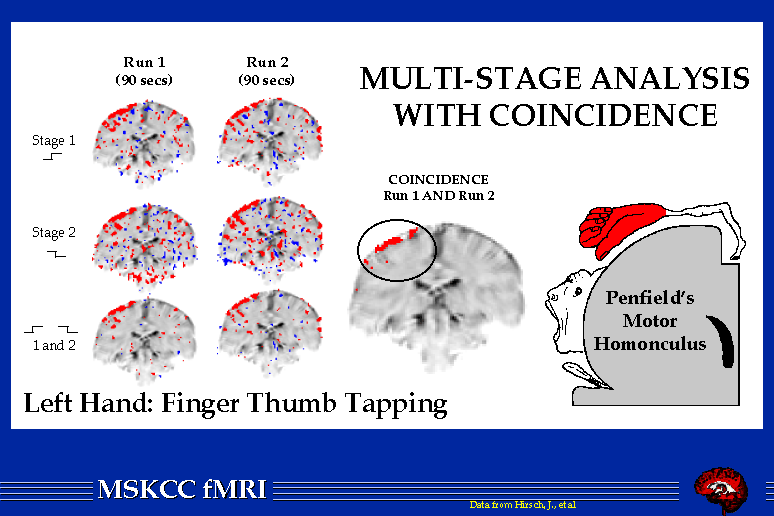 Run 1
(90 secs)
Run 2
(90 secs)
MULTI-STAGE ANALYSIS
WITH COINCIDENCE
Stage 1
COINCIDENCE
Run 1 AND Run 2
Stage 2
Penfield's
Motor
Homonculus
1 and 2
Left Hand: Finger Thumb Tapping
MSKCC fMRI
Data from Hirsch, J., et al